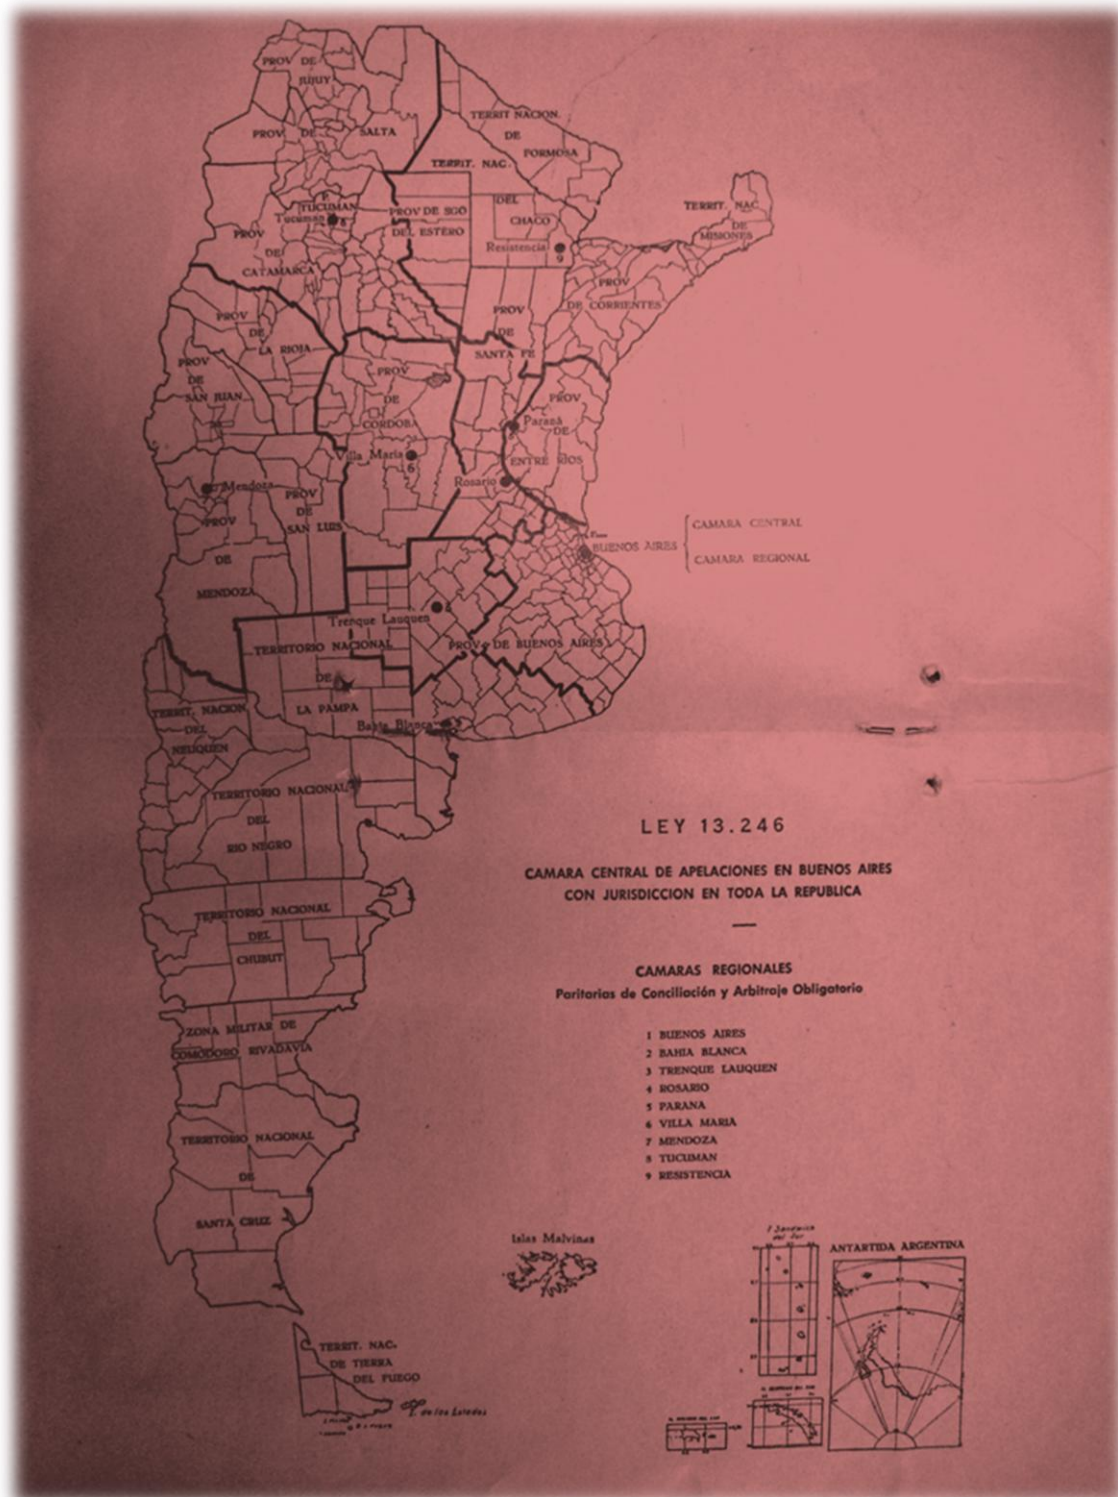 PROV DE
JUJUY
PROV DE SALTA
TERRIT NACION.
DE
FORMOSA
TERRIT. NAC.
DEL
CHACO
Resistencia
9
TERRIT. NAC.
DE
MISIONES
P.
TUCUMAN
Tucuman 8
PROV DE SGO
DEL ESTERO
PROV
DE
CATAMARCA
PROV
DE CORRIENTES
PROV
DE
LA RIOJA
PROV
DE
SANTA FE
PROV
DE
SAN JUAN
PROV
DE
CORDOBA
PROV
DE
ENTRE RIOS
Paraná
Villa Maria
6
Rosario
Mendoza
PROV
DE
SAN LUIS
PROV
DE
MENDOZA
BUENOS AIRES
CAMARA CENTRAL
CAMARA REGIONAL
Trenque Lauquen
PROV DE BUENOS AIRES
TERRITORIO NACIONAL
DE
LA PAMPA
TERRIT. NACION
DEL
NEUQUEN
TERRITORIO NACIONAL
DEL
RIO NEGRO
LEY 13.246
CAMARA CENTRAL DE APELACIONES EN BUENOS AIRES
CON JURISDICCION EN TODA LA REPUBLICA
TERRITORIO NACIONAL
DEL
CHUBUT
CAMARAS REGIONALES
Paritarias de Conciliación y Arbitraje Obligatorio
ZONA MILITAR DE
COMODORO RIVADAVIA
1 BUENOS AIRES
2 BAHIA BLANCA
3 TRENQUE LAUQUEN
4 ROSARIO
5 PARANA
6 VILLA MARIA
7 MENDOZA
8 TUCUMAN
9 RESISTENCIA
TERRITORIO NACIONAL
DE
SANTA CRUZ
Islas Malvinas
I Sandwich
del Sur
ANTARTIDA ARGENTINA
TERRIT. NAC.
DE TIERRA
DEL FUEGO
I. de los Estados